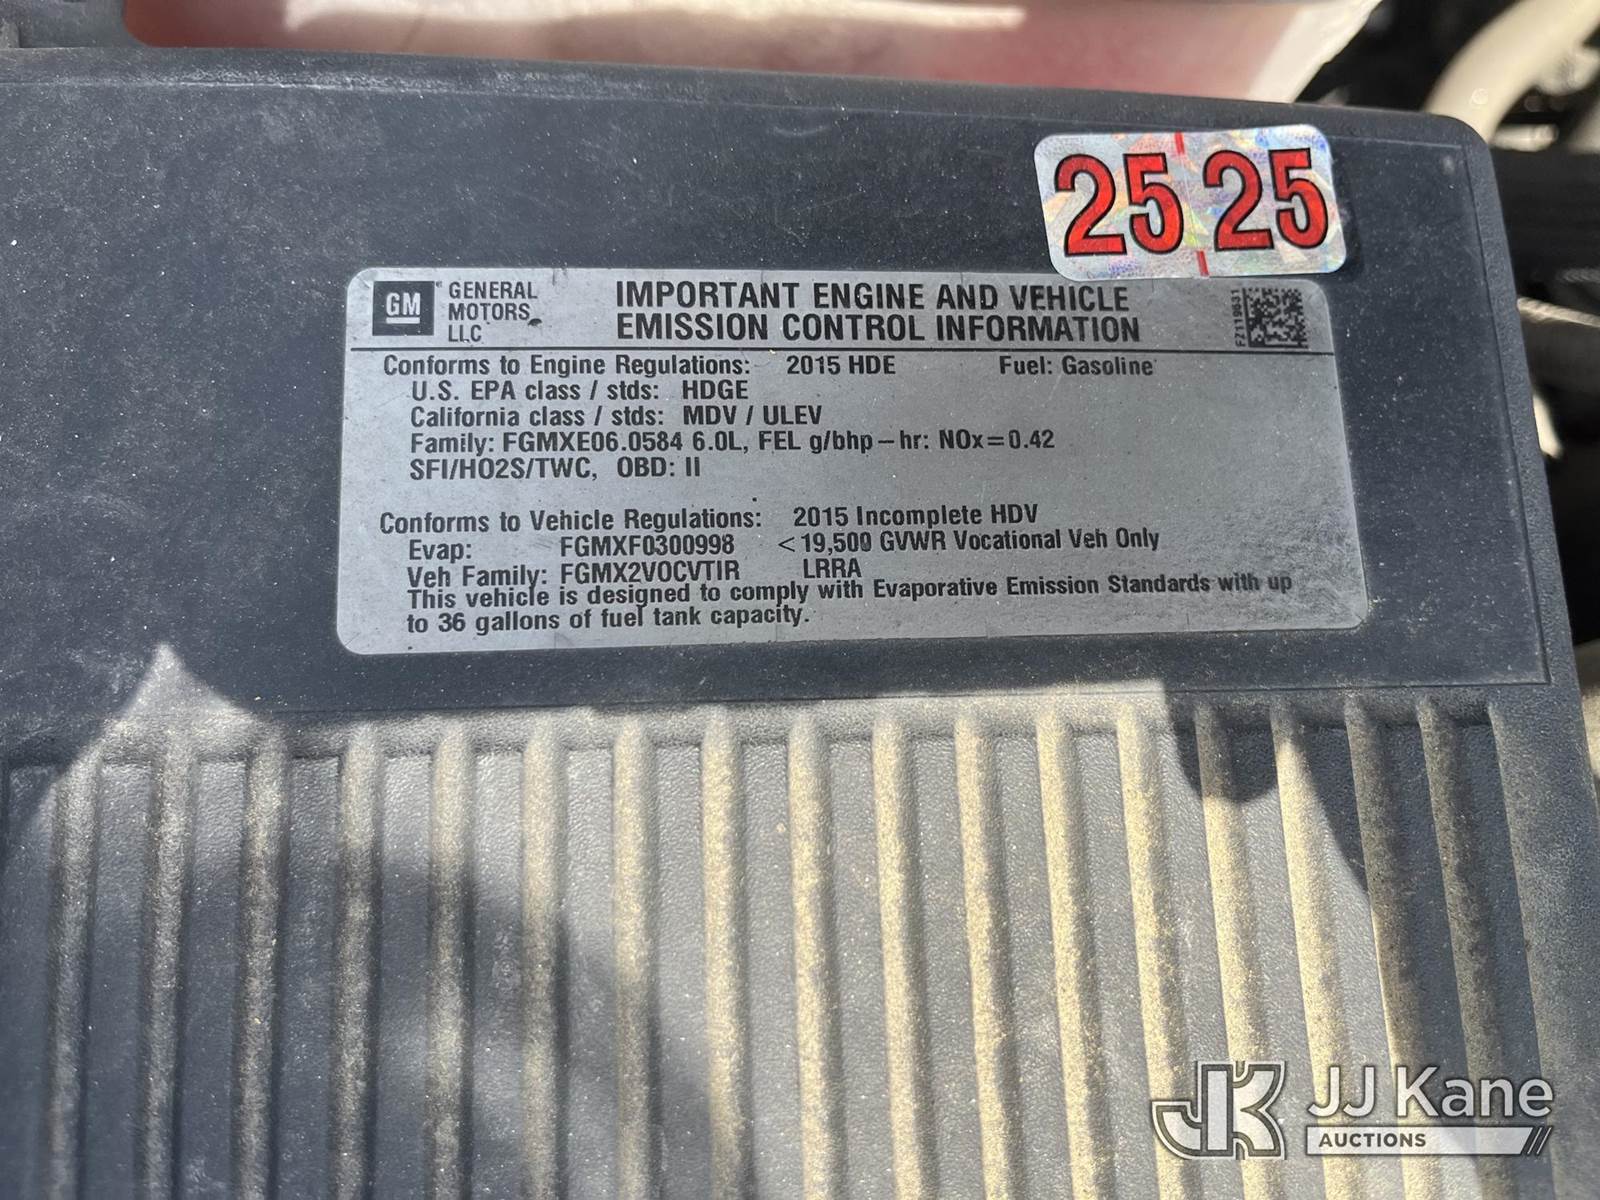 25 25
GM GENERAL MOTORS LLC
IMPORTANT ENGINE AND VEHICLE
EMISSION CONTROL INFORMATION
Conforms to Engine Regulations: 2015 HDE Fuel: Gasoline
U.S. EPA class / stds: HDGE
California class / stds: MDV / ULEV
Family: FGMXE06.0584 6.0L, FEL g/bhp-hr: NOx=0.42
SFI/HO2S/TWC, OBD: II
Conforms to Vehicle Regulations: 2015 Incomplete HDV
Evap: FGMXF0300998 <19,500 GVWR Vocational Veh Only
Veh Family: FGMX2VOCVTIR LRRA
This vehicle is designed to comply with Evaporative Emission Standards with up
to 36 gallons of fuel tank capacity.
JJ Kane
AUCTIONS